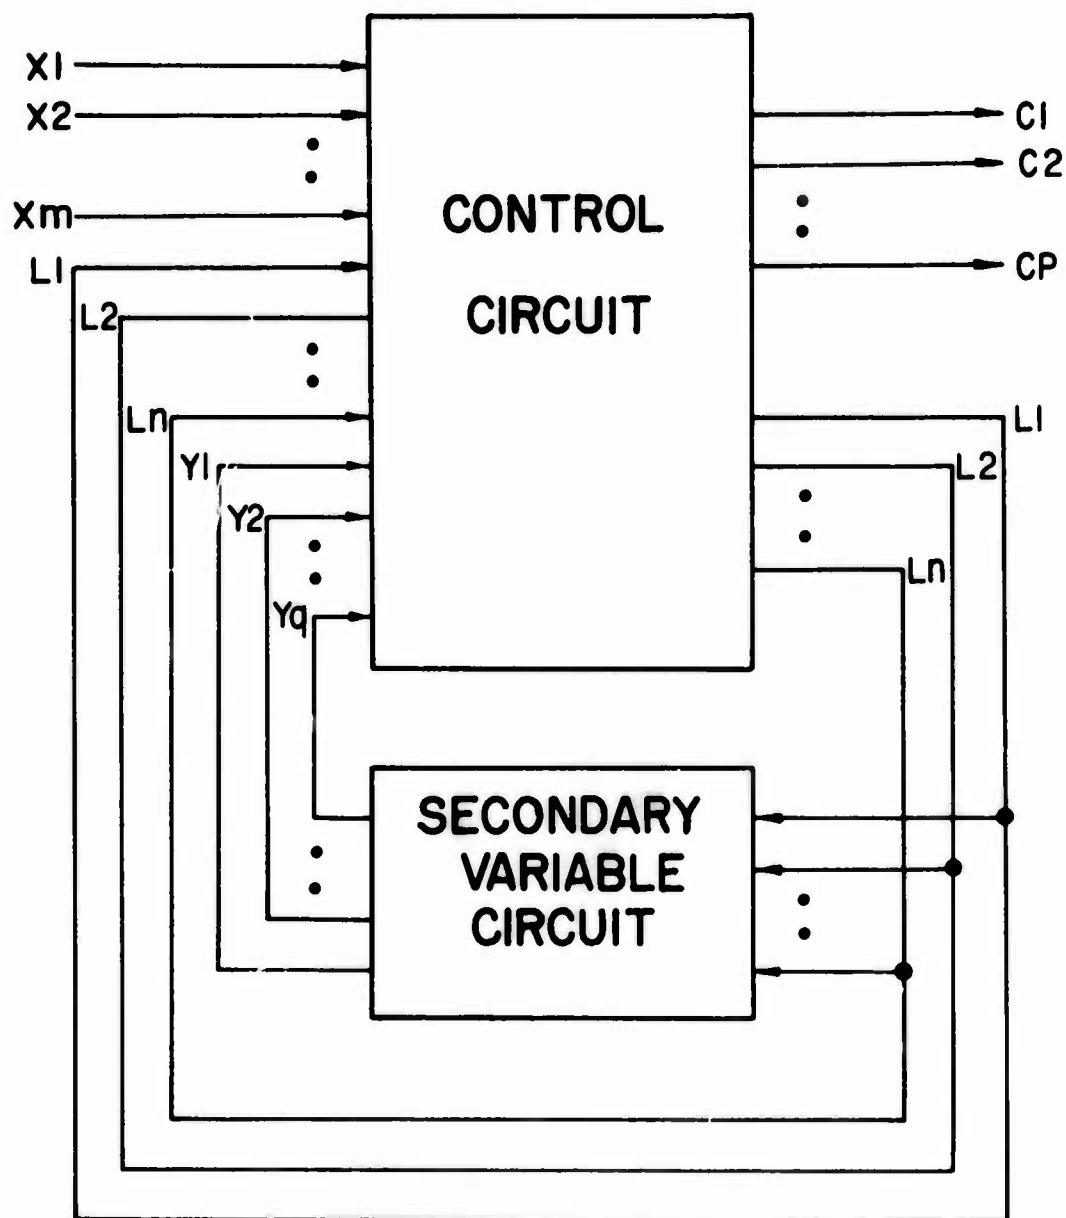 X1
X2
Xm
L1
L2
Ln
Y1
Y2
Yq
CONTROL
CIRCUIT
C1
C2
CP
L1
L2
Ln
SECONDARY
VARIABLE
CIRCUIT